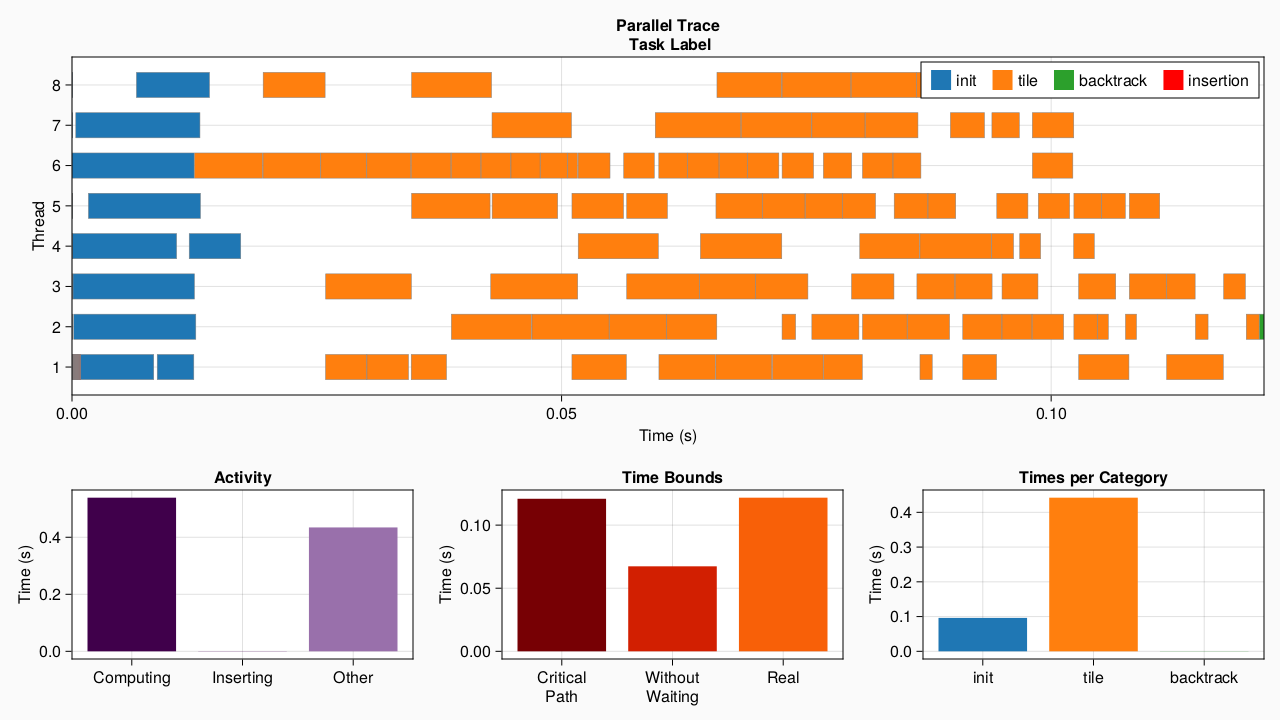 Parallel Trace
Task Label
init tile backtrack insertion
Thread
8
7
6
5
4
3
2
1
0.00 0.05 0.10
Time (s)
Activity
Time (s)
0.4
0.2
0.0
Computing Inserting Other
Time Bounds
Time (s)
0.10
0.05
0.00
Critical Path Without Waiting Real
Times per Category
Time (s)
0.4
0.3
0.2
0.1
0.0
init tile backtrack